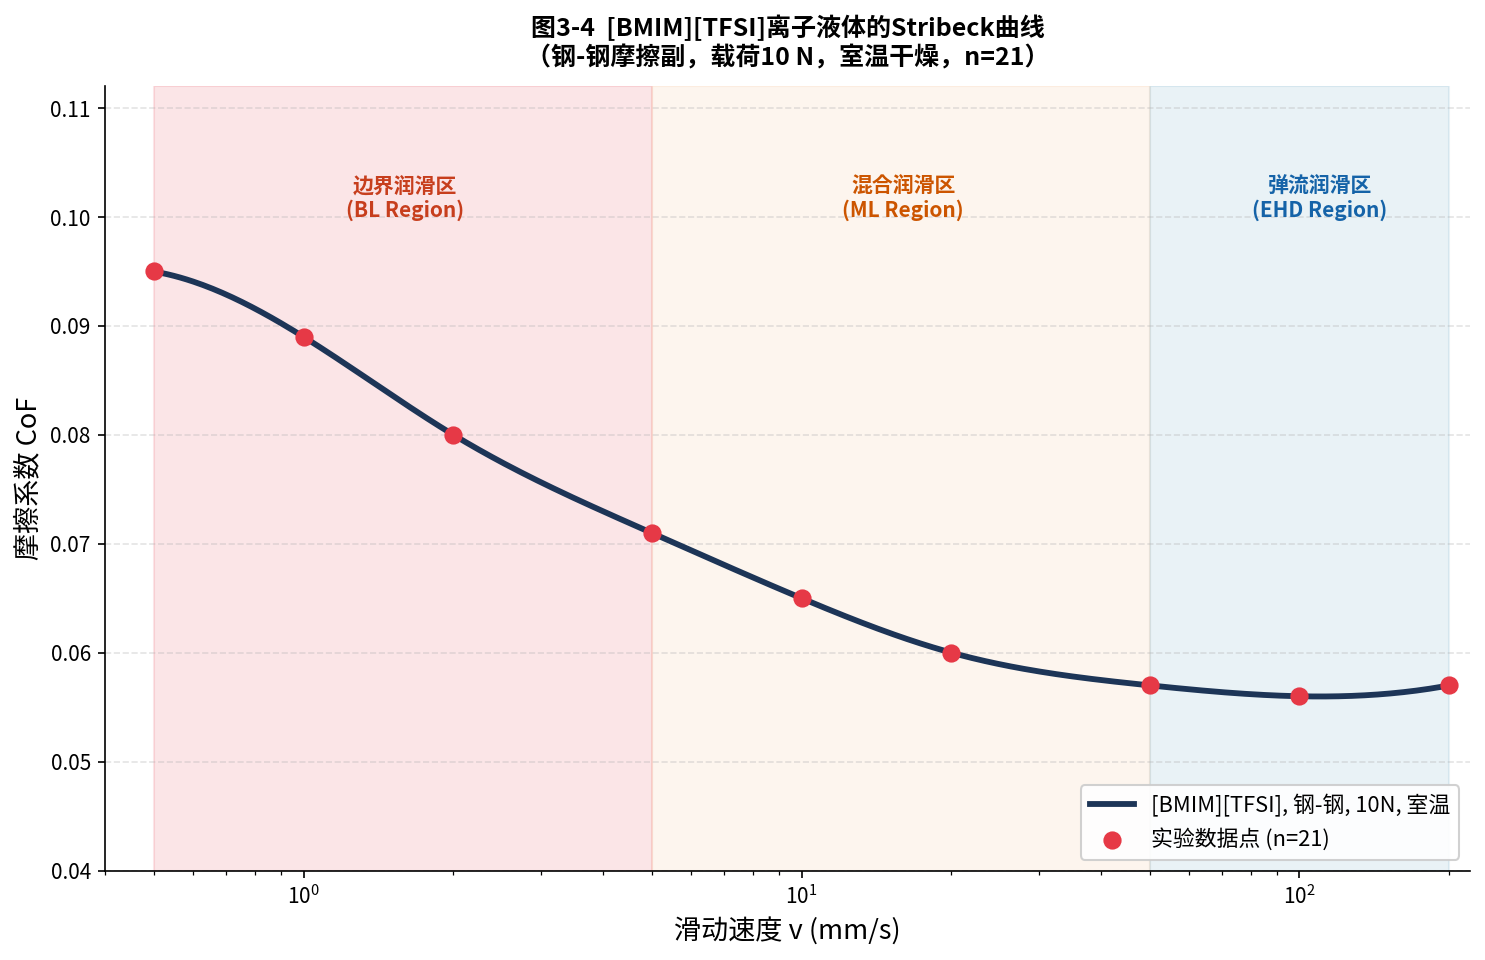 图3-4 [BMIM][TFSI]离子液体的Stribeck曲线
（钢-钢摩擦副，载荷10 N，室温干燥，n=21）
边界润滑区
(BL Region)
混合润滑区
(ML Region)
弹流润滑区
(EHD Region)
摩擦系数 CoF
0.11
0.10
0.09
0.08
0.07
0.06
0.05
0.04
[BMIM][TFSI], 钢-钢, 10N, 室温
实验数据点 (n=21)
10⁰
10¹
10²
滑动速度 v (mm/s)